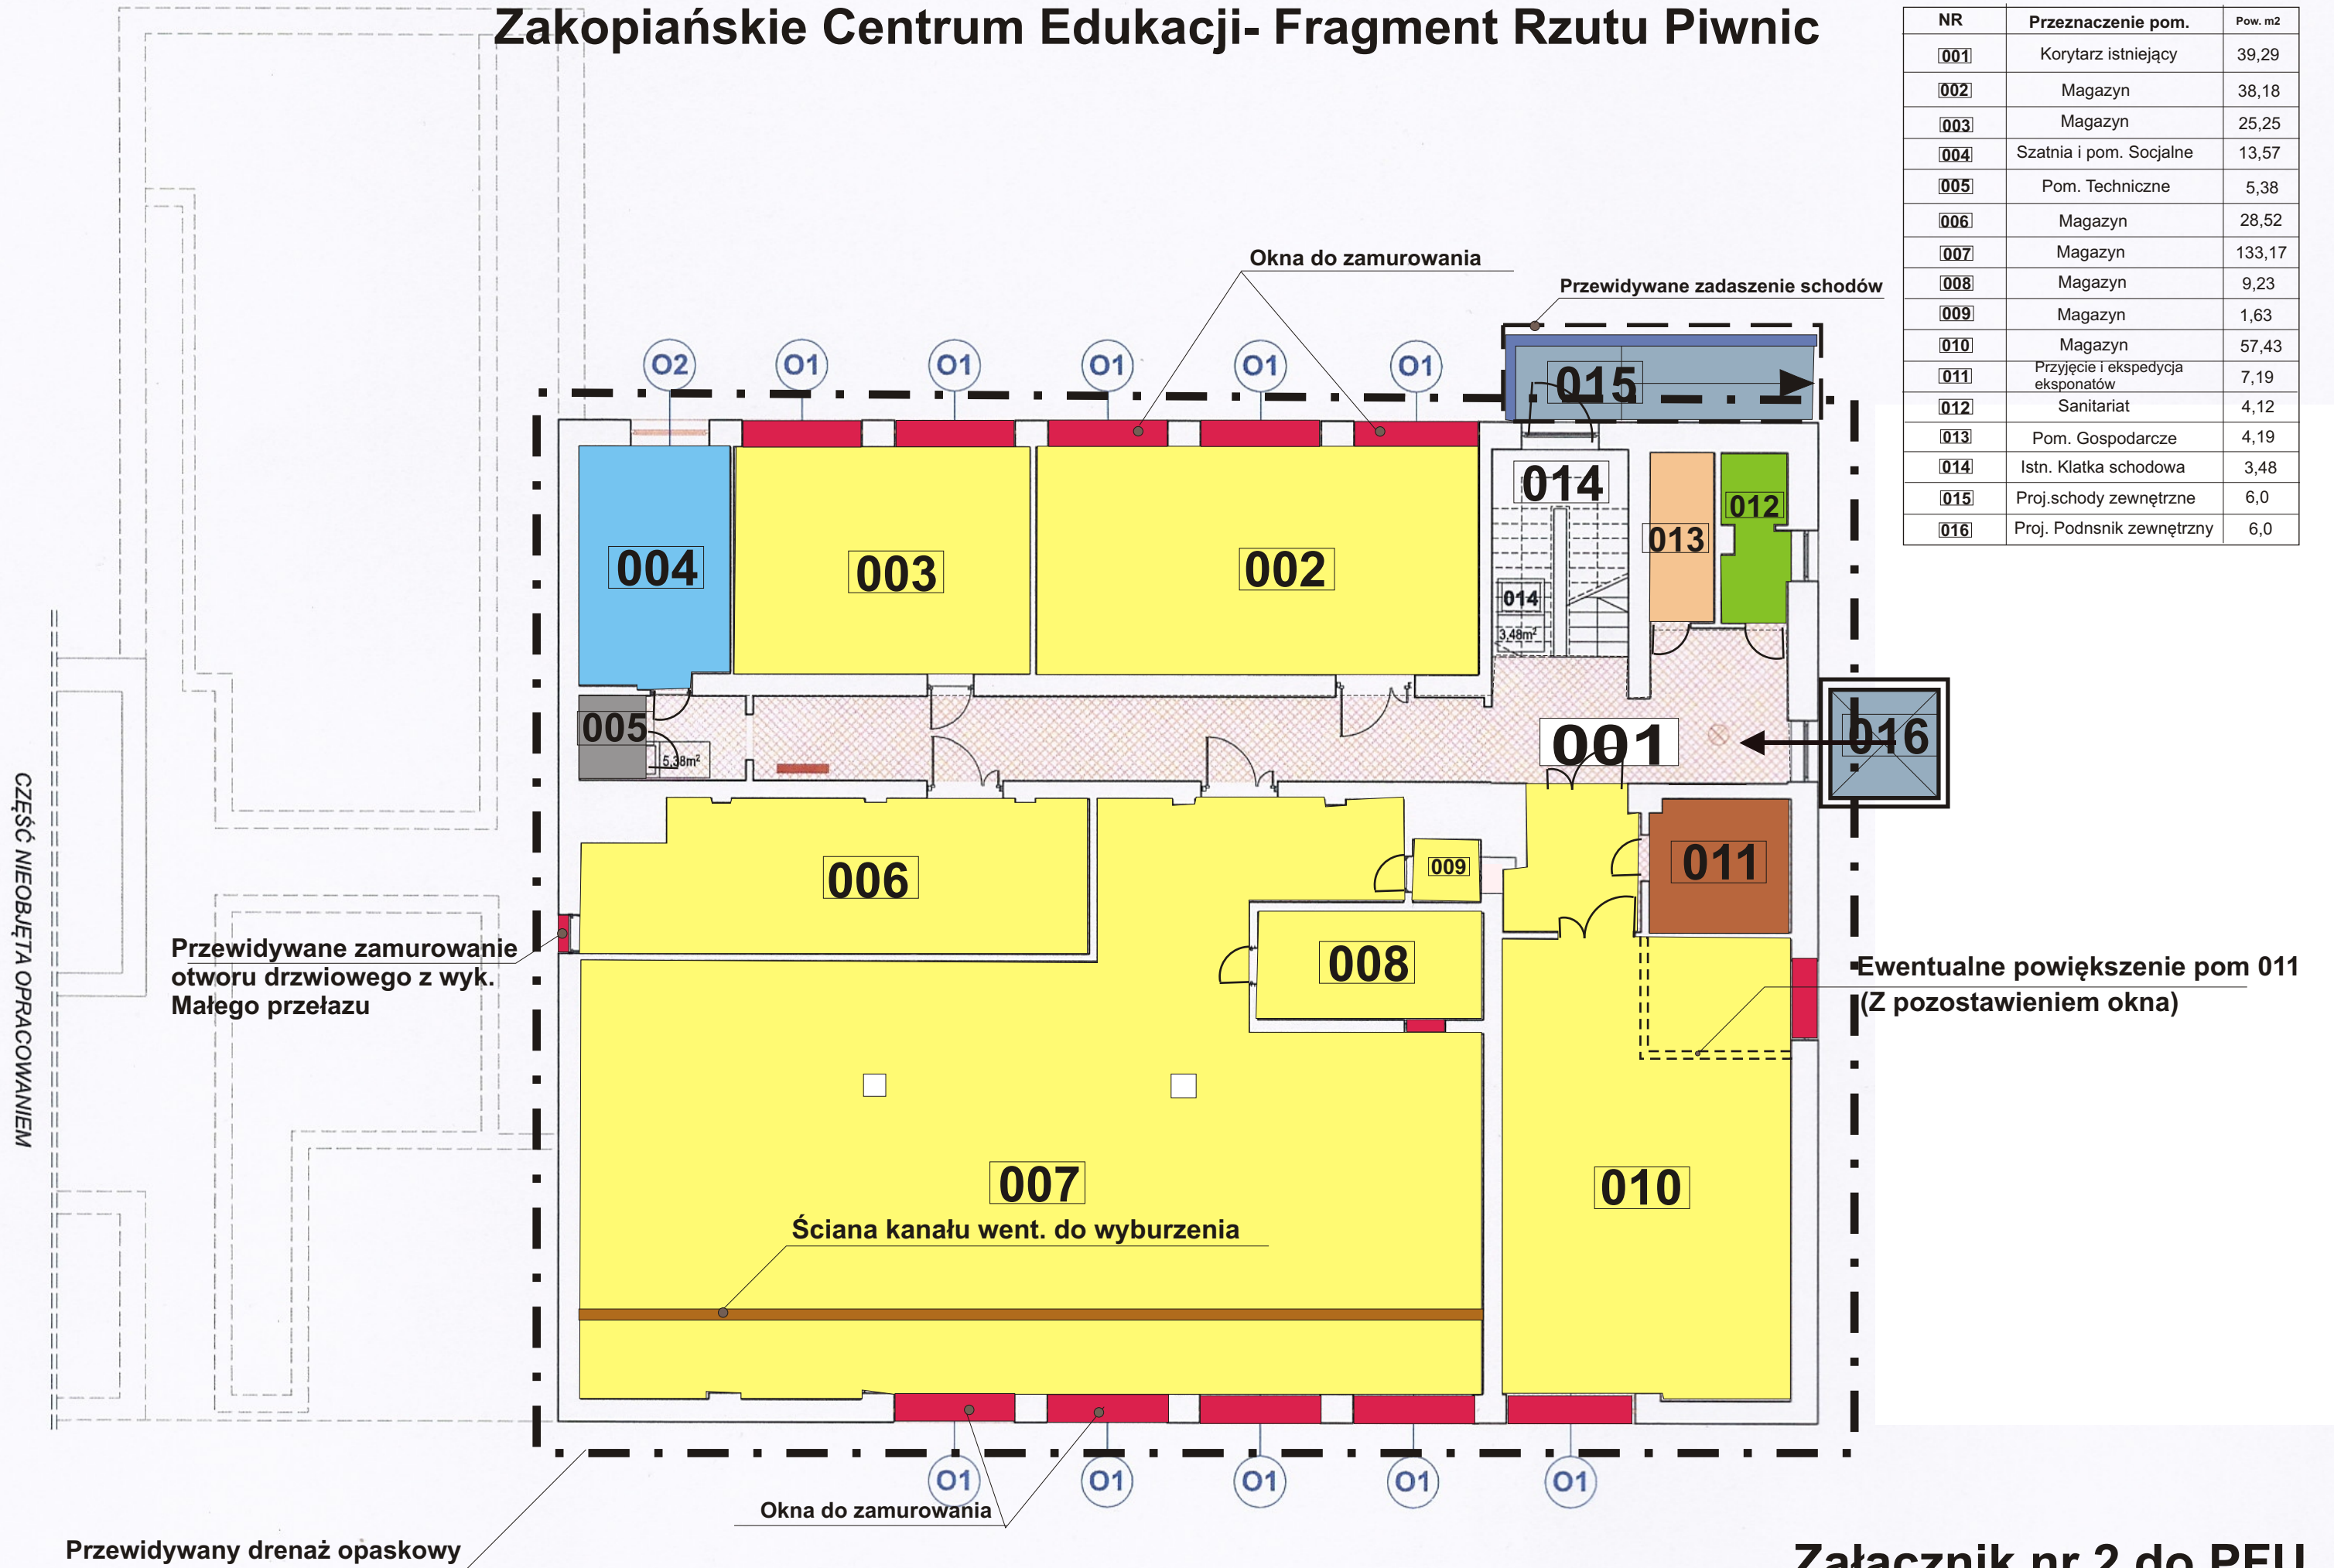 Zakopiańskie Centrum Edukacji- Fragment Rzutu Piwnic
NR Przeznaczenie pom. Pow. m2
001 Korytarz istniejący 39,29
002 Magazyn 38,18
003 Magazyn 25,25
004 Szatnia i pom. Socjalne 13,57
005 Pom. Techniczne 5,38
006 Magazyn 28,52
007 Magazyn 133,17
008 Magazyn 9,23
009 Magazyn 1,63
010 Magazyn 57,43
011 Przyjęcie i ekspedycja 7,19
eksponatów
012 Sanitariat 4,12
013 Pom. Gospodarcze 4,19
014 Istn. Klatka schodowa 3,48
015 Proj.schody zewnętrzne 6,0
016 Proj. Podnsnik zewnętrzny 6,0
Okna do zamurowania
Przewidywane zadaszenie schodów
O2 O1 O1 O1 O1 O1
015
014
012
013
004
003
002
014
3,48m²
005
5,38m²
001
016
006
009
011
008
Przewidywane zamurowanie
otworu drzwiowego z wyk.
Małego przełazu
Ewentualne powiększenie pom 011
(Z pozostawieniem okna)
CZĘŚĆ NIEOBJĘTA OPRACOWANIEM
007
010
Ściana kanału went. do wyburzenia
O1 O1 O1 O1 O1
Okna do zamurowania
Przewidywany drenaż opaskowy
Załącznik nr 2 do PFU